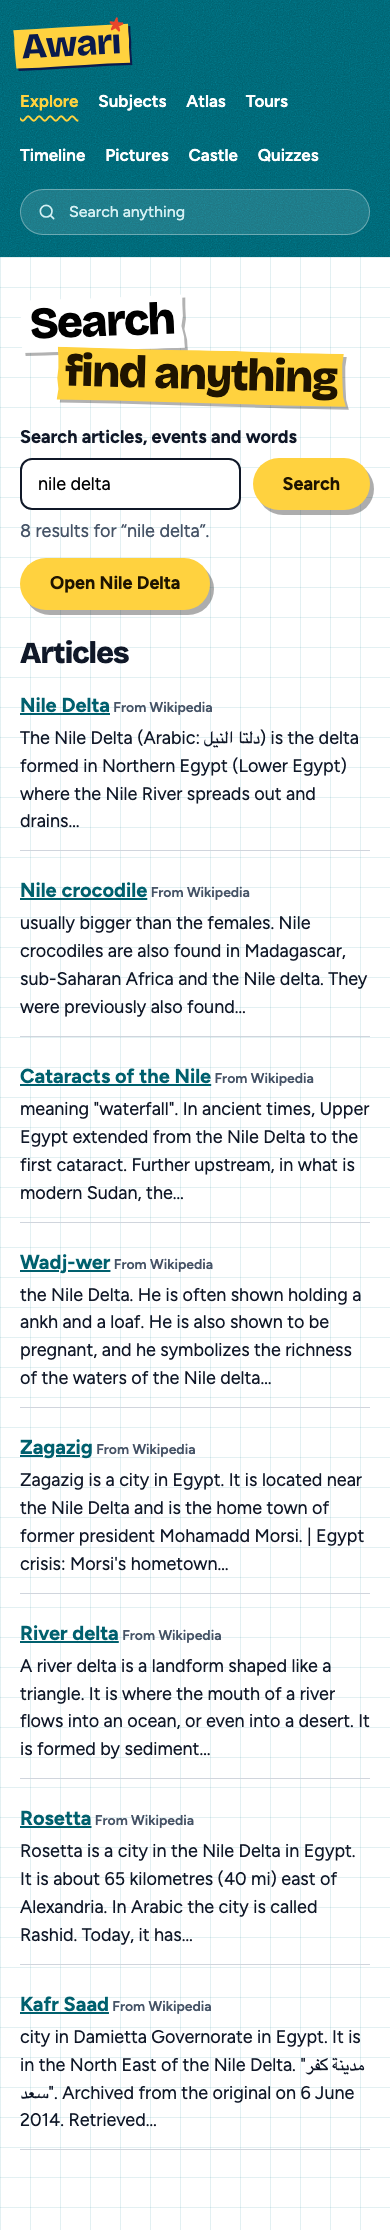 Awari
Explore Subjects Atlas Tours
Timeline Pictures Castle Quizzes
Search anything
Search
find anything
Search articles, events and words
nile delta
Search
8 results for “nile delta”.
Open Nile Delta
Articles
Nile Delta From Wikipedia
The Nile Delta (Arabic: دلتا النيل) is the delta
formed in Northern Egypt (Lower Egypt)
where the Nile River spreads out and
drains…
Nile crocodile From Wikipedia
usually bigger than the females. Nile
crocodiles are also found in Madagascar,
sub-Saharan Africa and the Nile delta. They
were previously also found…
Cataracts of the Nile From Wikipedia
meaning "waterfall". In ancient times, Upper
Egypt extended from the Nile Delta to the
first cataract. Further upstream, in what is
modern Sudan, the…
Wadj-wer From Wikipedia
the Nile Delta. He is often shown holding a
ankh and a loaf. He is also shown to be
pregnant, and he symbolizes the richness
of the waters of the Nile delta…
Zagazig From Wikipedia
Zagazig is a city in Egypt. It is located near
the Nile Delta and is the home town of
former president Mohamadd Morsi. | Egypt
crisis: Morsi's hometown…
River delta From Wikipedia
A river delta is a landform shaped like a
triangle. It is where the mouth of a river
flows into an ocean, or even into a desert. It
is formed by sediment…
Rosetta From Wikipedia
Rosetta is a city in the Nile Delta in Egypt.
It is about 65 kilometres (40 mi) east of
Alexandria. In Arabic the city is called
Rashid. Today, it has…
Kafr Saad From Wikipedia
city in Damietta Governorate in Egypt. It is
in the North East of the Nile Delta. "مدينة كفر
سعد". Archived from the original on 6 June
2014. Retrieved…